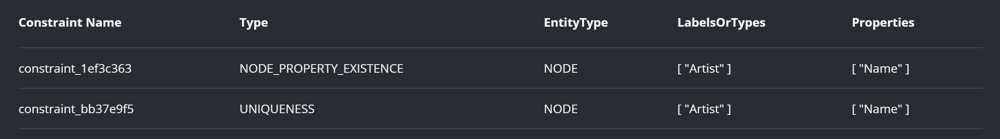 Constraint Name Type EntityType LabelsOrTypes Properties
constraint_1ef3c363 NODE_PROPERTY_EXISTENCE NODE [ "Artist" ] [ "Name" ]
constraint_bb37e9f5 UNIQUENESS NODE [ "Artist" ] [ "Name" ]